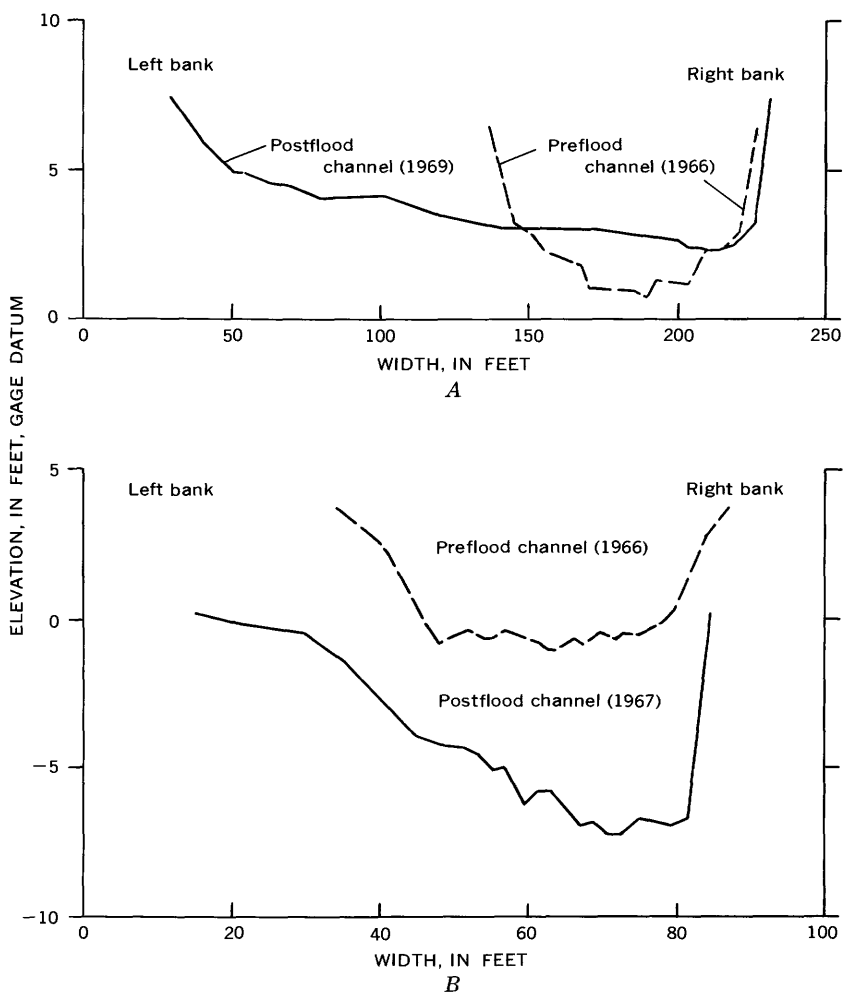 10
Left bank
Right bank
Postflood
channel (1969)
Preflood
channel (1966)
5
0
0
50
100
150
200
250
WIDTH, IN FEET
A
ELEVATION, IN FEET, GAGE DATUM
5
Left bank
Right bank
Preflood channel (1966)
0
Postflood channel (1967)
−5
−10
0
20
40
60
80
100
WIDTH, IN FEET
B